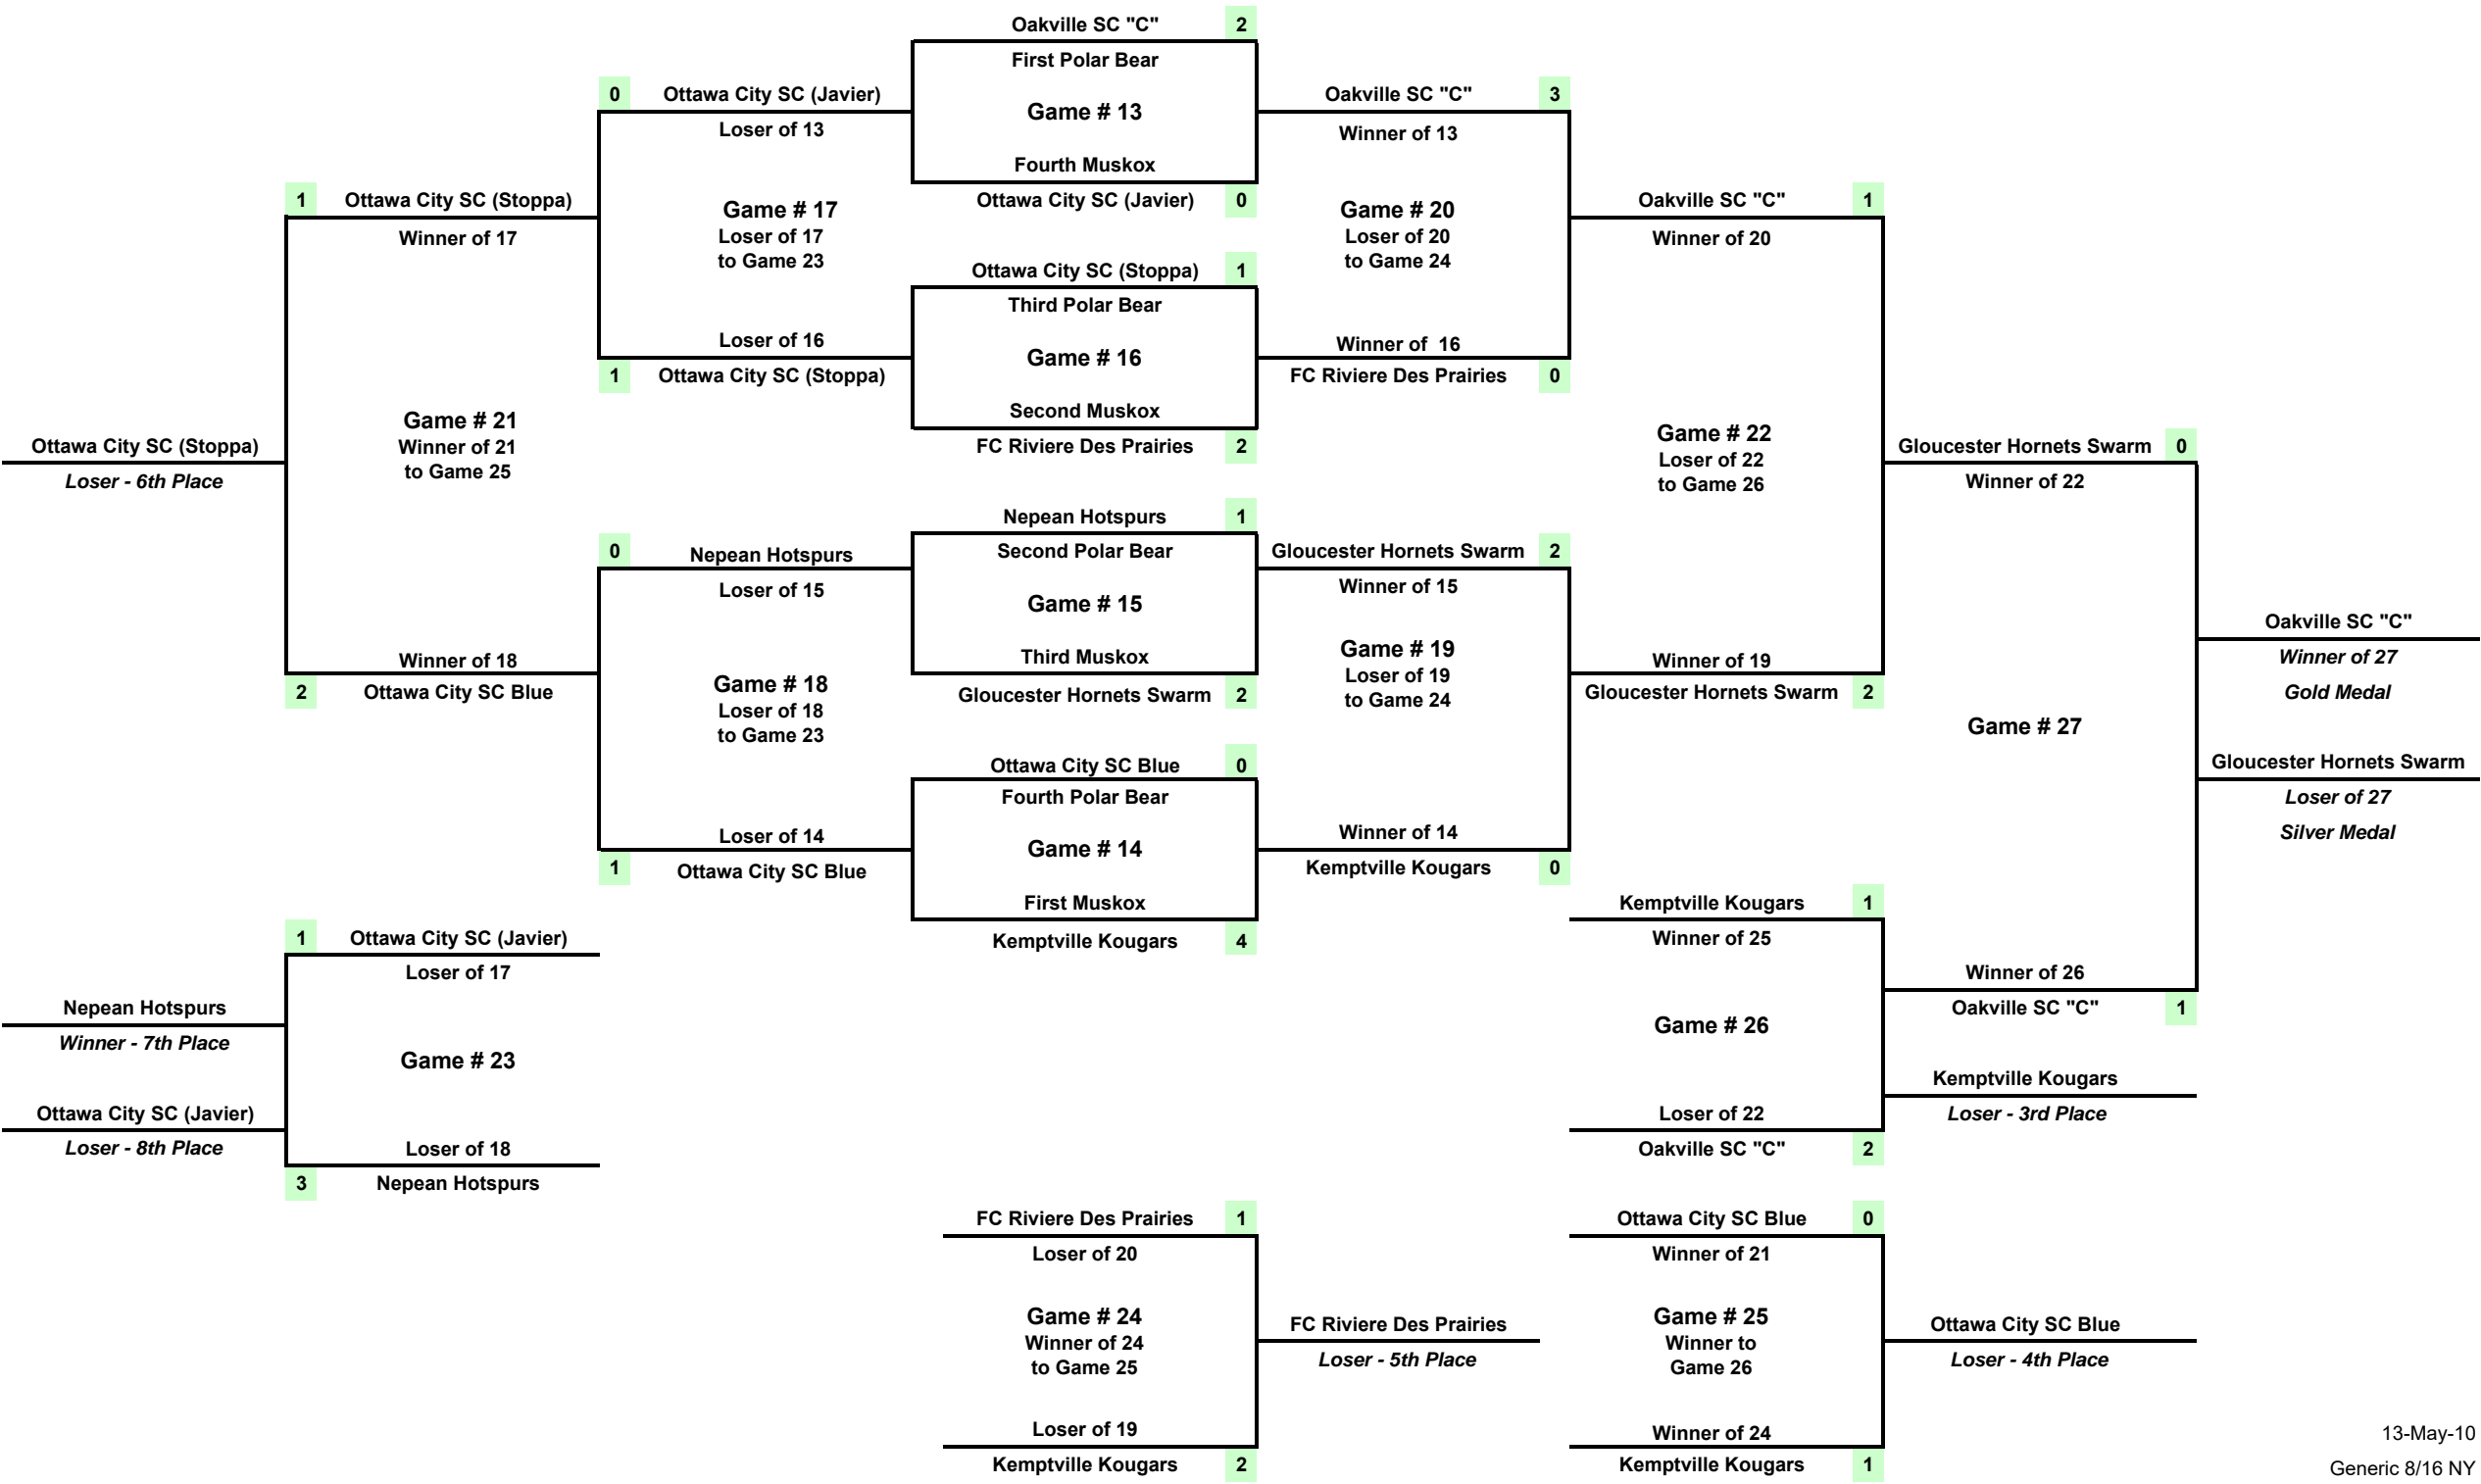 Oakville SC "C" 2
First Polar Bear
Game # 13
Fourth Muskox
Ottawa City SC (Javier) 0
0 Ottawa City SC (Javier)
Loser of 13
Game # 17
Loser of 17
to Game 23
Loser of 16
1 Ottawa City SC (Stoppa)
Oakville SC "C" 3
Winner of 13
Game # 20
Loser of 20
to Game 24
Winner of 16
FC Riviere Des Prairies 0
Ottawa City SC (Stoppa) 1
Third Polar Bear
Game # 16
Second Muskox
FC Riviere Des Prairies 2
1 Ottawa City SC (Stoppa)
Winner of 17
Game # 21
Winner of 21
to Game 25
Winner of 18
2 Ottawa City SC Blue
Ottawa City SC (Stoppa)
Loser - 6th Place
Oakville SC "C" 1
Winner of 20
Game # 22
Loser of 22
to Game 26
Winner of 19
Gloucester Hornets Swarm 2
Nepean Hotspurs 1
Second Polar Bear
Game # 15
Third Muskox
Gloucester Hornets Swarm 2
0 Nepean Hotspurs
Loser of 15
Game # 18
Loser of 18
to Game 23
Loser of 14
1 Ottawa City SC Blue
Gloucester Hornets Swarm 2
Winner of 15
Game # 19
Loser of 19
to Game 24
Winner of 14
Kemptville Kougars 0
Ottawa City SC Blue 0
Fourth Polar Bear
Game # 14
First Muskox
Kemptville Kougars 4
Gloucester Hornets Swarm 0
Winner of 22
Game # 27
Winner of 26
Oakville SC "C" 1
Oakville SC "C"
Winner of 27
Gold Medal
Gloucester Hornets Swarm
Loser of 27
Silver Medal
1 Ottawa City SC (Javier)
Loser of 17
Game # 23
Loser of 18
3 Nepean Hotspurs
Nepean Hotspurs
Winner - 7th Place
Ottawa City SC (Javier)
Loser - 8th Place
Kemptville Kougars 1
Winner of 25
Game # 26
Loser of 22
Oakville SC "C" 2
Kemptville Kougars
Loser - 3rd Place
FC Riviere Des Prairies 1
Loser of 20
Game # 24
Winner of 24
to Game 25
Loser of 19
Kemptville Kougars 2
FC Riviere Des Prairies
Loser - 5th Place
Ottawa City SC Blue 0
Winner of 21
Game # 25
Winner to
Game 26
Winner of 24
Kemptville Kougars 1
Ottawa City SC Blue
Loser - 4th Place
13-May-10
Generic 8/16 NY